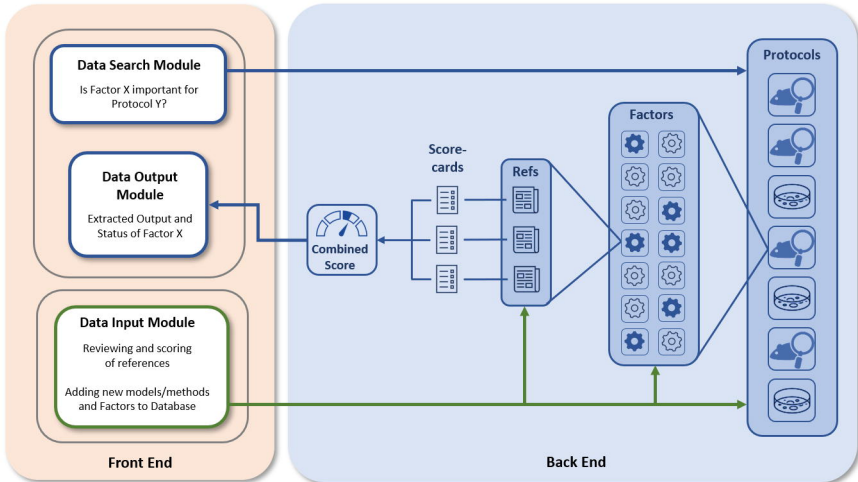 Data Search Module
Is Factor X important for
Protocol Y?
Data Output
Module
Extracted Output and
Status of Factor X
Data Input Module
Reviewing and scoring
of references
Adding new models/methods
and Factors to Database
Front End
Combined
Score
Score-
cards
Refs
Factors
Protocols
Back End